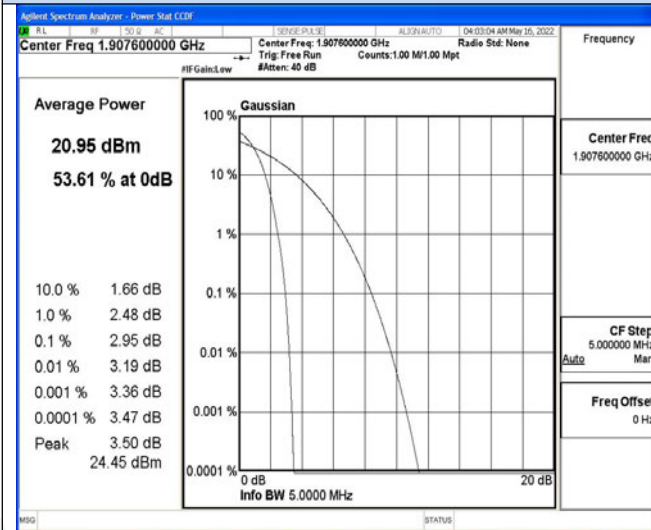 Agilent Spectrum Analyzer - Power Stat CCDF
RL RF 50 Ω AC SENSE:PULSE ALIGN AUTO 04:03:04 AM May 16, 2022
Center Freq 1.907600000 GHz
Center Freq: 1.907600000 GHz Radio Std: None
Trig: Free Run Counts:1.00 M/1.00 Mpt
#IFGain:Low #Atten: 40 dB
Frequency
Average Power
20.95 dBm
53.61 % at 0dB
10.0 % 1.66 dB
1.0 % 2.48 dB
0.1 % 2.95 dB
0.01 % 3.19 dB
0.001 % 3.36 dB
0.0001 % 3.47 dB
Peak 3.50 dB
24.45 dBm
Gaussian
100 %
10 %
1 %
0.1 %
0.01 %
0.001 %
0.0001 %
0 dB 20 dB
Info BW 5.0000 MHz
Center Freq
1.907600000 GHz
CF Step
5.000000 MHz
Auto Man
Freq Offset
0 Hz
MSG STATUS